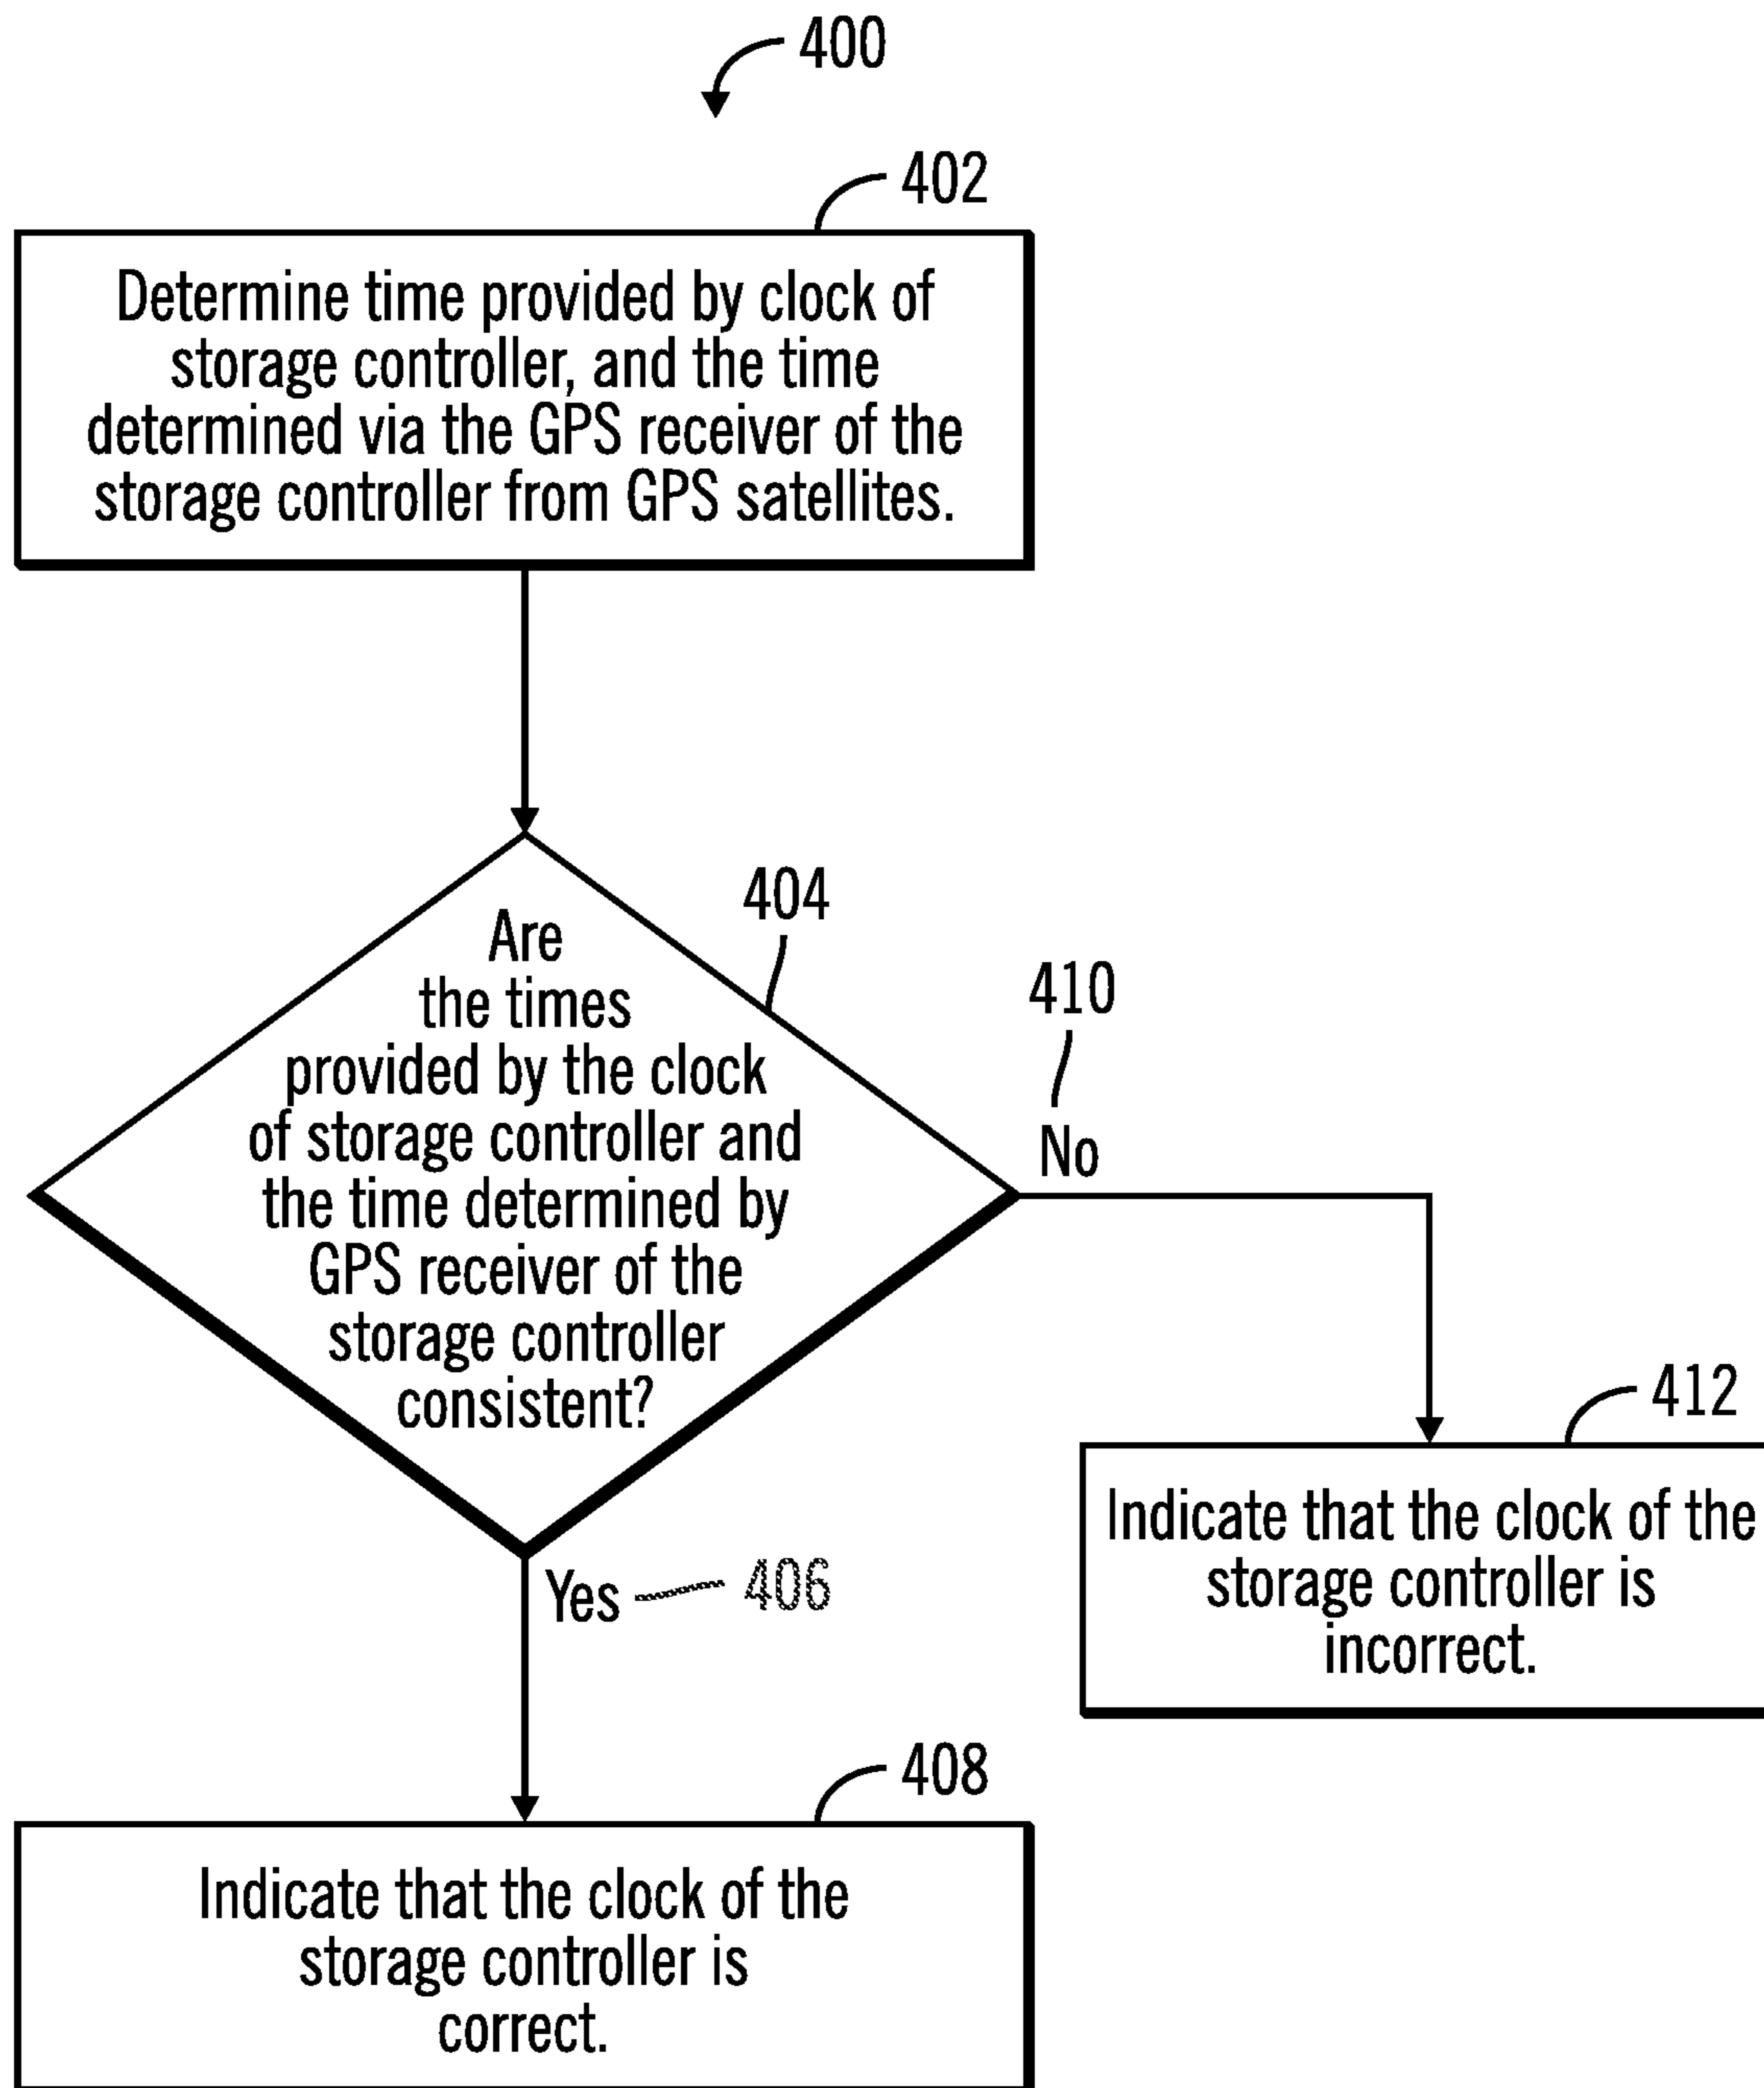 400
402
Determine time provided by clock of
storage controller, and the time
determined via the GPS receiver of the
storage controller from GPS satellites.
404
Are
the times
provided by the clock
of storage controller and
the time determined by
GPS receiver of the
storage controller
consistent?
410
No
412
Indicate that the clock of the
storage controller is
incorrect.
Yes 406
408
Indicate that the clock of the
storage controller is
correct.